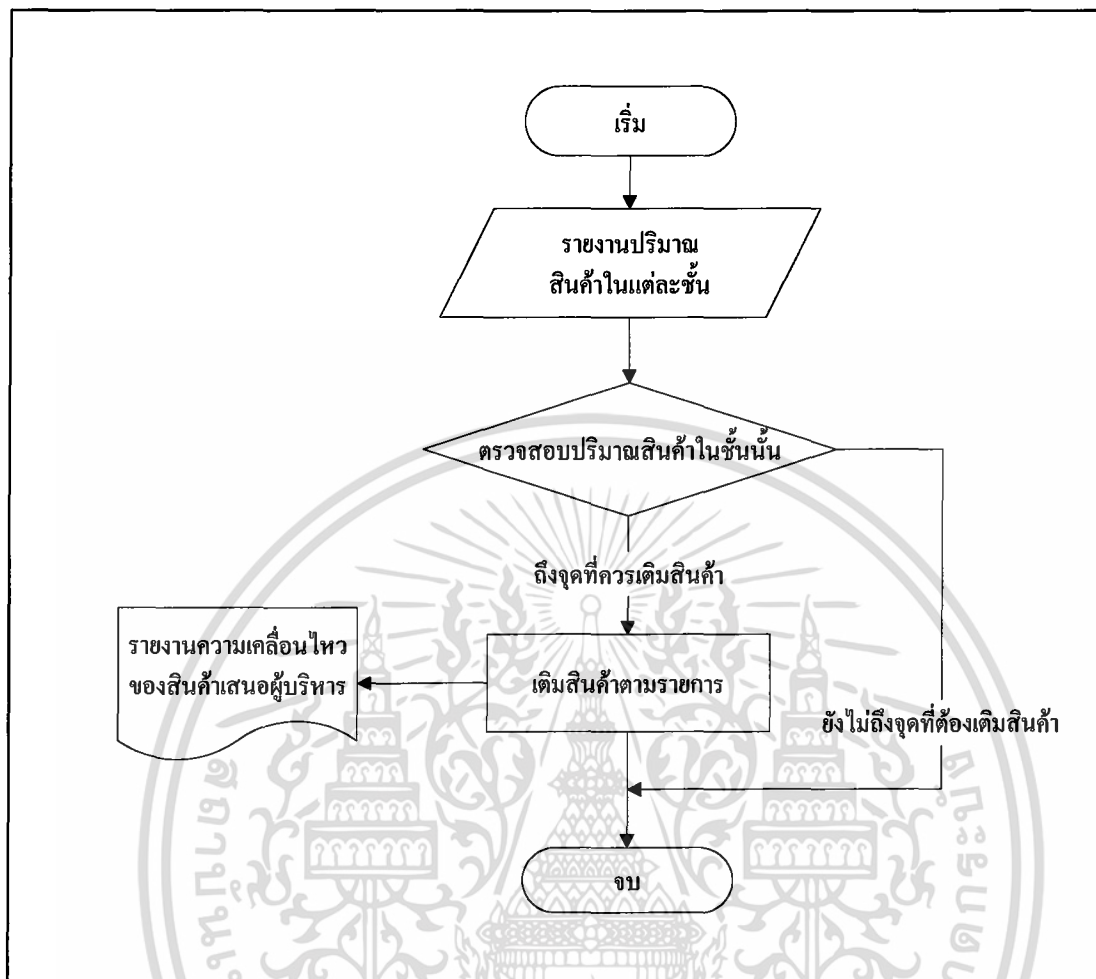 เริ่ม
รายงานปริมาณ
สินค้าในแต่ละชั้น
ตรวจสอบปริมาณสินค้าในชั้นนั้น
ถึงจุดที่ควรเติมสินค้า
รายงานความเคลื่อนไหว
ของสินค้าเสนอผู้บริหาร
เติมสินค้าตามรายการ
ยังไม่ถึงจุดที่ต้องเติมสินค้า
จบ